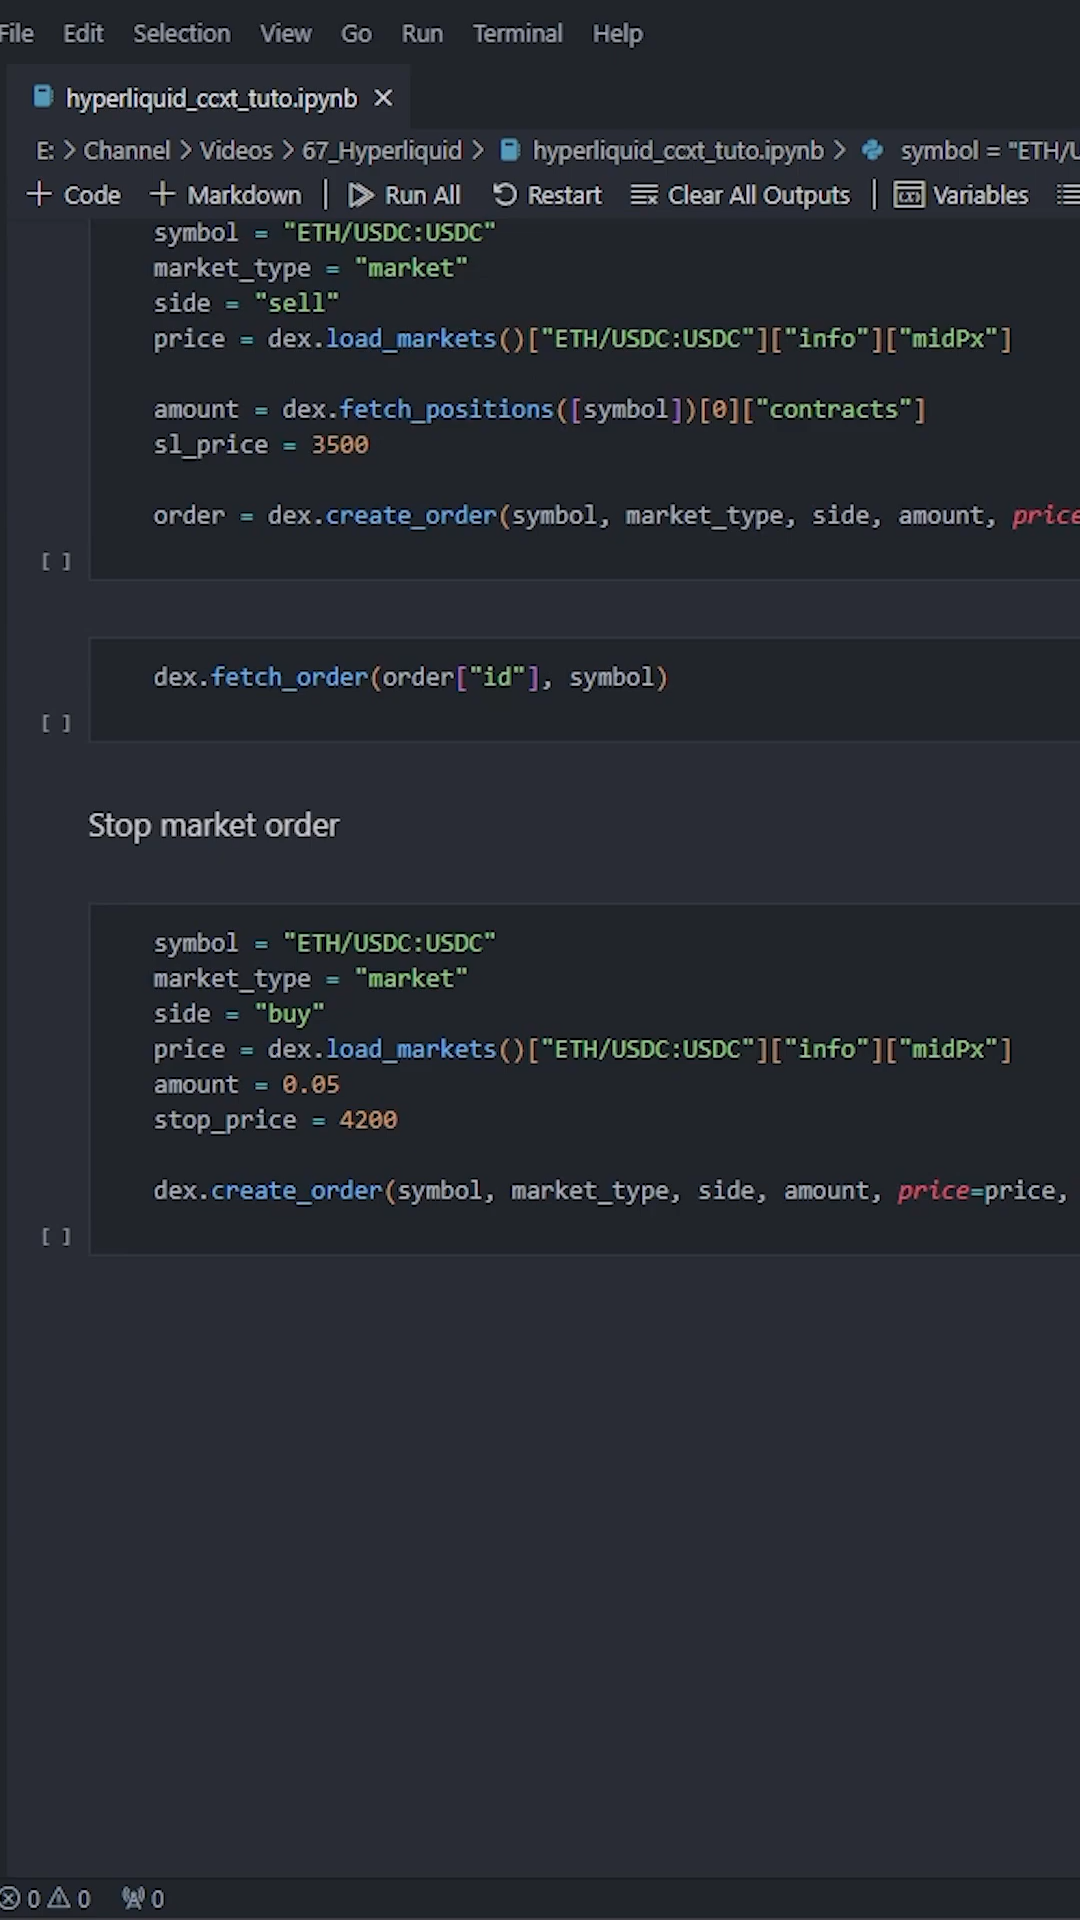 File Edit Selection View Go Run Terminal Help
hyperliquid_ccxt_tuto.ipynb ×
E: > Channel > Videos > 67_Hyperliquid > hyperliquid_ccxt_tuto.ipynb > symbol = "ETH/U
+ Code + Markdown | Run All Restart Clear All Outputs | Variables
symbol = "ETH/USDC:USDC"
market_type = "market"
side = "sell"
price = dex.load_markets()["ETH/USDC:USDC"]["info"]["midPx"]
amount = dex.fetch_positions([symbol])[0]["contracts"]
sl_price = 3500
order = dex.create_order(symbol, market_type, side, amount, price
[ ]
dex.fetch_order(order["id"], symbol)
[ ]
Stop market order
symbol = "ETH/USDC:USDC"
market_type = "market"
side = "buy"
price = dex.load_markets()["ETH/USDC:USDC"]["info"]["midPx"]
amount = 0.05
stop_price = 4200
dex.create_order(symbol, market_type, side, amount, price=price,
[ ]
0 0 0